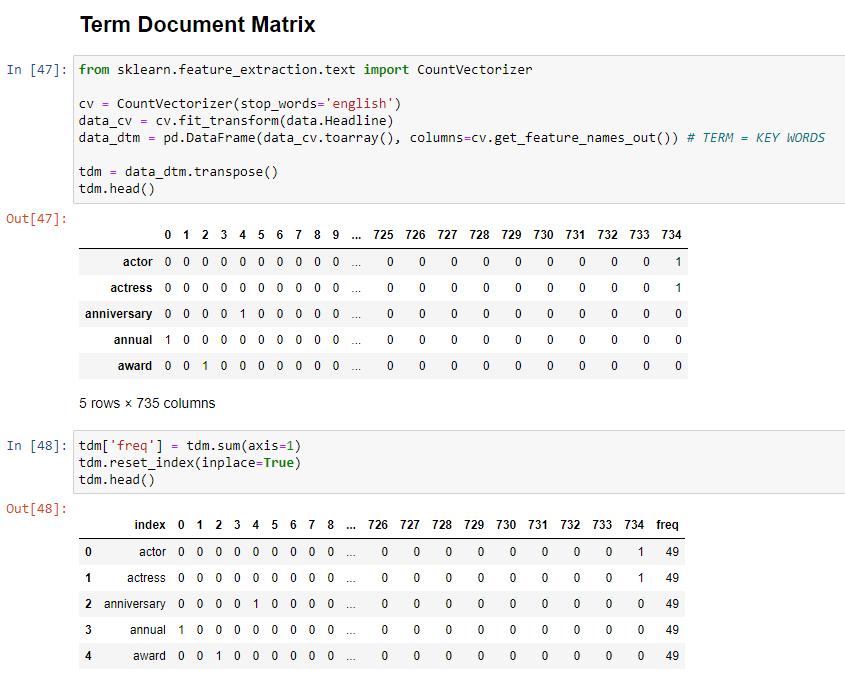 Term Document Matrix
In [47]: from sklearn.feature_extraction.text import CountVectorizer
cv = CountVectorizer(stop_words='english')
data_cv = cv.fit_transform(data.Headline)
data_dtm = pd.DataFrame(data_cv.toarray(), columns=cv.get_feature_names_out()) # TERM = KEY WORDS
tdm = data_dtm.transpose()
tdm.head()
Out[47]:
0 1 2 3 4 5 6 7 8 9 ... 725 726 727 728 729 730 731 732 733 734
actor 0 0 0 0 0 0 0 0 0 0 ... 0 0 0 0 0 0 0 0 0 1
actress 0 0 0 0 0 0 0 0 0 0 ... 0 0 0 0 0 0 0 0 0 1
anniversary 0 0 0 0 1 0 0 0 0 0 ... 0 0 0 0 0 0 0 0 0 0
annual 1 0 0 0 0 0 0 0 0 0 ... 0 0 0 0 0 0 0 0 0 0
award 0 0 1 0 0 0 0 0 0 0 ... 0 0 0 0 0 0 0 0 0 0
5 rows × 735 columns
In [48]: tdm['freq'] = tdm.sum(axis=1)
tdm.reset_index(inplace=True)
tdm.head()
Out[48]:
index 0 1 2 3 4 5 6 7 8 ... 726 727 728 729 730 731 732 733 734 freq
0 actor 0 0 0 0 0 0 0 0 0 ... 0 0 0 0 0 0 0 0 1 49
1 actress 0 0 0 0 0 0 0 0 0 ... 0 0 0 0 0 0 0 0 1 49
2 anniversary 0 0 0 0 1 0 0 0 0 ... 0 0 0 0 0 0 0 0 0 49
3 annual 1 0 0 0 0 0 0 0 0 ... 0 0 0 0 0 0 0 0 0 49
4 award 0 0 1 0 0 0 0 0 0 ... 0 0 0 0 0 0 0 0 0 49